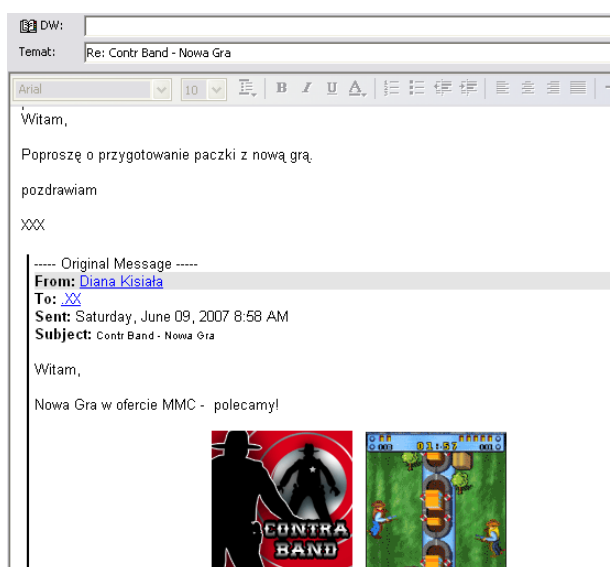 DW:
Temat: Re: Contr Band - Nowa Gra
Arial 10 B I U A
Witam,
Poproszę o przygotowanie paczki z nową grą.
pozdrawiam
XXX
----- Original Message -----
From: Diana Kisiała
To: .XX
Sent: Saturday, June 09, 2007 8:58 AM
Subject: Contr Band - Nowa Gra
Witam,
Nowa Gra w ofercie MMC - polecamy!
CONTRA
BAND
01:57